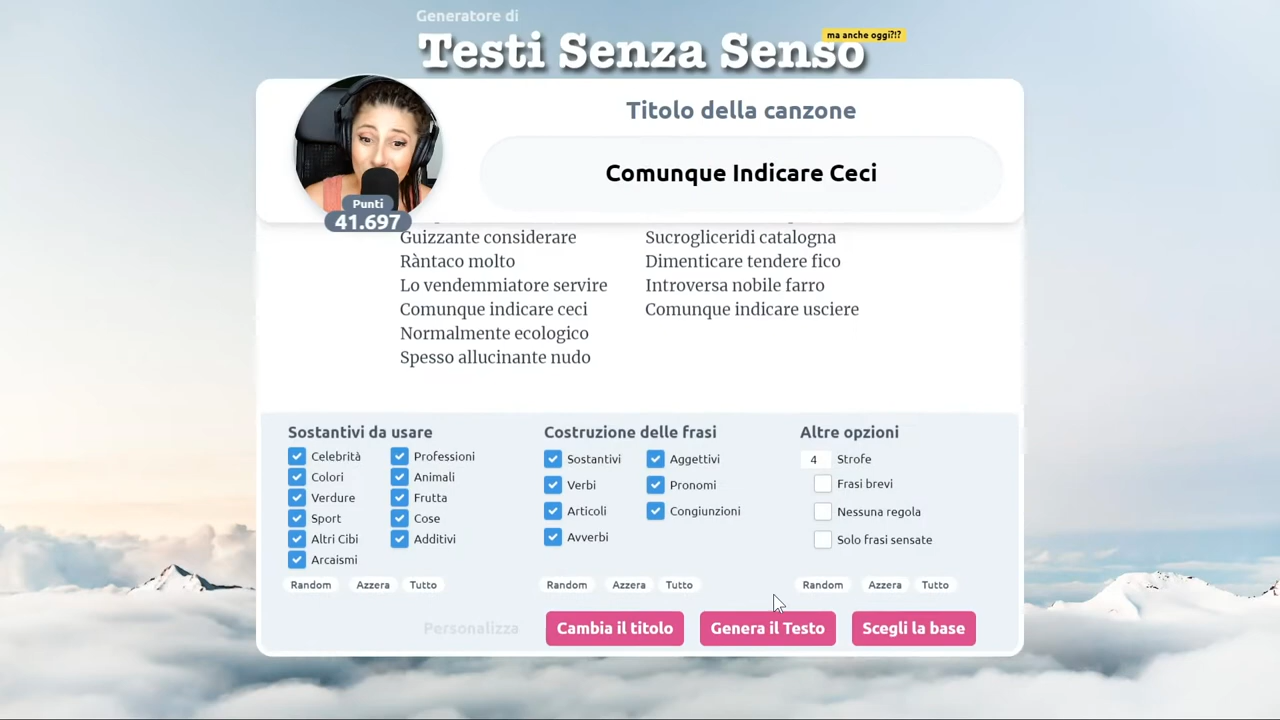 Generatore di
Testi Senza Senso
ma anche oggi?!?
Titolo della canzone
Comunque Indicare Ceci
Punti
41.697
Guizzante considerare
Ràntaco molto
Lo vendemmiatore servire
Comunque indicare ceci
Normalmente ecologico
Spesso allucinante nudo
Sucrogliceridi catalogna
Dimenticare tendere fico
Introversa nobile farro
Comunque indicare usciere
Sostantivi da usare
Celebrità
Colori
Verdure
Sport
Altri Cibi
Arcaismi
Professioni
Animali
Frutta
Cose
Additivi
Random Azzera Tutto
Costruzione delle frasi
Sostantivi
Verbi
Articoli
Avverbi
Aggettivi
Pronomi
Congiunzioni
Random Azzera Tutto
Altre opzioni
4 Strofe
Frasi brevi
Nessuna regola
Solo frasi sensate
Random Azzera Tutto
Personalizza
Cambia il titolo
Genera il Testo
Scegli la base